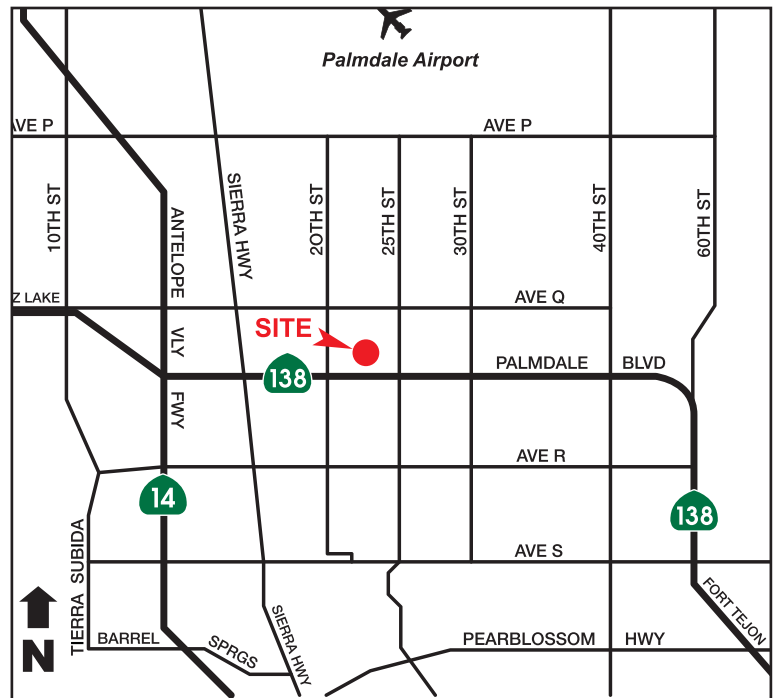 Palmdale Airport
AVE P
AVE P
10TH ST
ANTELOPE
VLY
FWY
SIERRA HWY
20TH ST
25TH ST
30TH ST
40TH ST
60TH ST
Z LAKE
AVE Q
SITE
138
PALMDALE BLVD
AVE R
14
138
AVE S
TIERRA SUBIDA
N
BARREL
SPRGS
SIERRA HWY
PEARBLOSSOM HWY
FORT TEJON